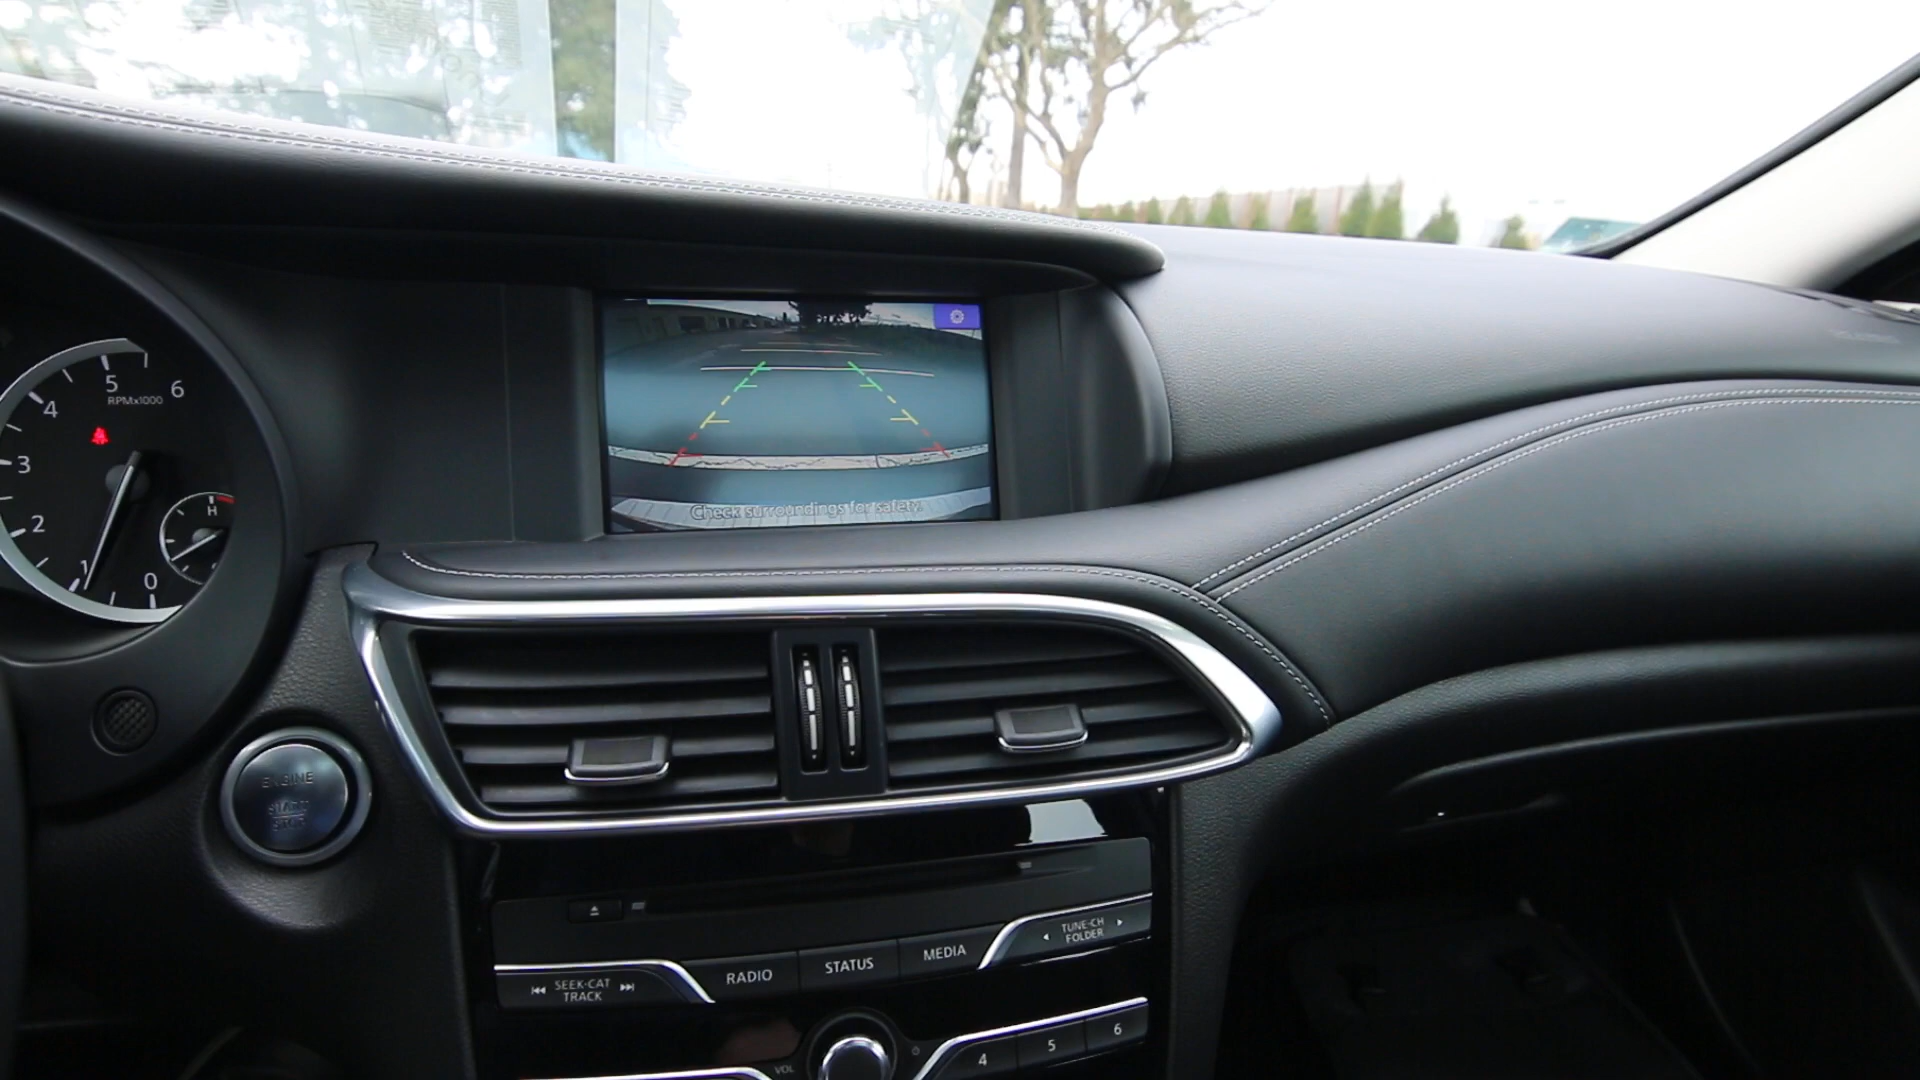 5
6
RPMx1000
4
3
2
1
0
H
Check surroundings for safety
ENGINE
START
STOP
SEEK·CAT
TRACK
RADIO
STATUS
MEDIA
TUNE·CH
FOLDER
VOL
4
5
6